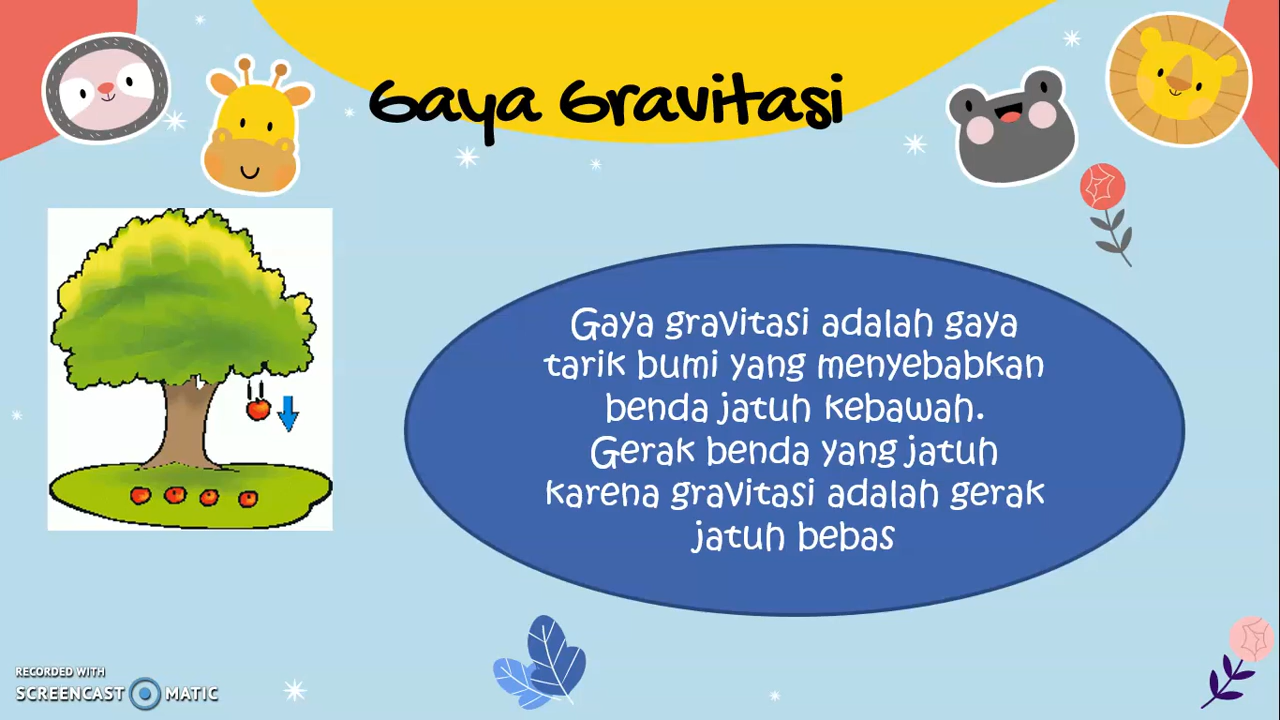 Gaya Gravitasi
Gaya gravitasi adalah gaya
tarik bumi yang menyebabkan
benda jatuh kebawah.
Gerak benda yang jatuh
karena gravitasi adalah gerak
jatuh bebas
RECORDED WITH
SCREENCAST MATIC